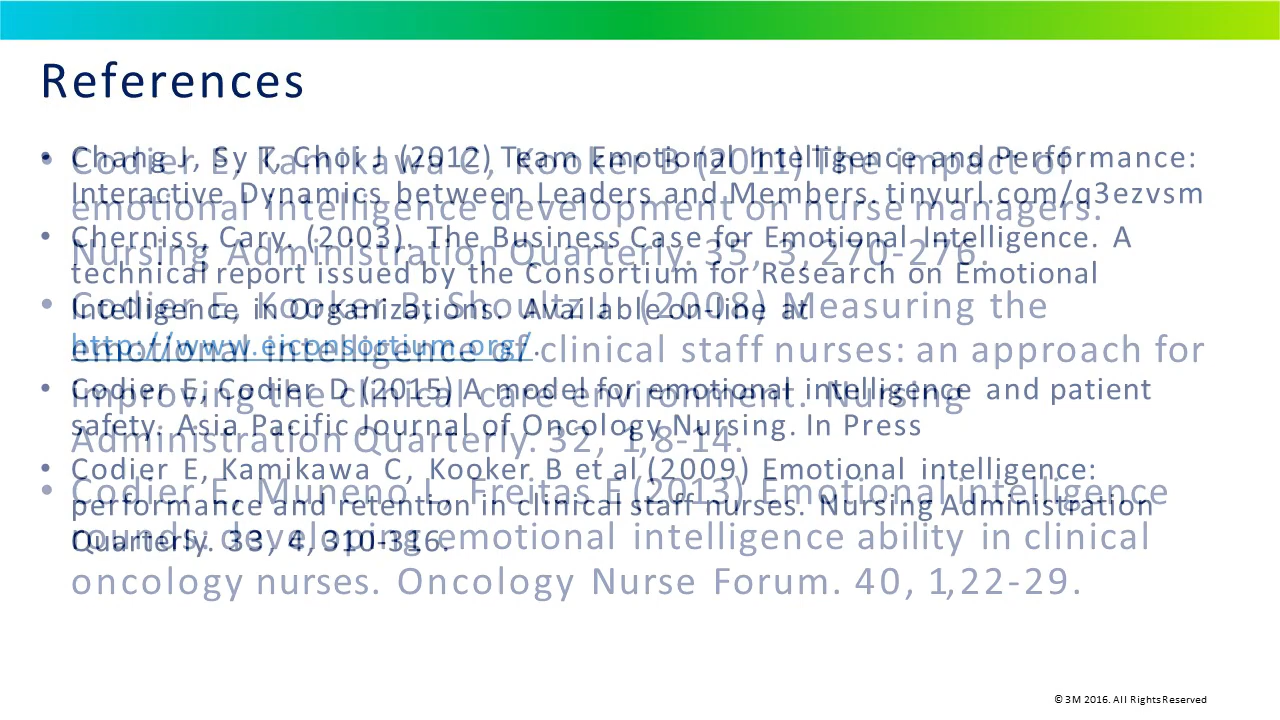 References
• Chang J, Sy T, Choi J (2012) Team Emotional Intelligence and Performance:
Interactive Dynamics between Leaders and Members. tinyurl.com/q3ezvsm
• Cherniss, Cary. (2003). The Business Case for Emotional Intelligence. A
technical report issued by the Consortium for Research on Emotional
Intelligence in Organizations. Available on-line at
http://www.eiconsortium.org/.
• Codier E, Codier D (2015) A model for emotional intelligence and patient
safety. Asia Pacific Journal of Oncology Nursing. In Press
• Codier E, Kamikawa C, Kooker B et al (2009) Emotional intelligence:
performance and retention in clinical staff nurses. Nursing Administration
Quarterly. 33, 4, 310-316.
• Codier E, Kamikawa C, Kooker B (2011) The impact of
emotional intelligence development on nurse managers.
Nursing Administration Quarterly. 35, 3, 270-276.
• Codier E, Kooker B, Shoultz J (2008) Measuring the
emotional intelligence of clinical staff nurses: an approach for
improving the clinical care environment. Nursing
Administration Quarterly. 32, 1,8-14.
• Codier E, Muneno L, Freitas E (2013) Emotional intelligence
rounds: developing emotional intelligence ability in clinical
oncology nurses. Oncology Nurse Forum. 40, 1,22-29.
© 3M 2016. All Rights Reserved